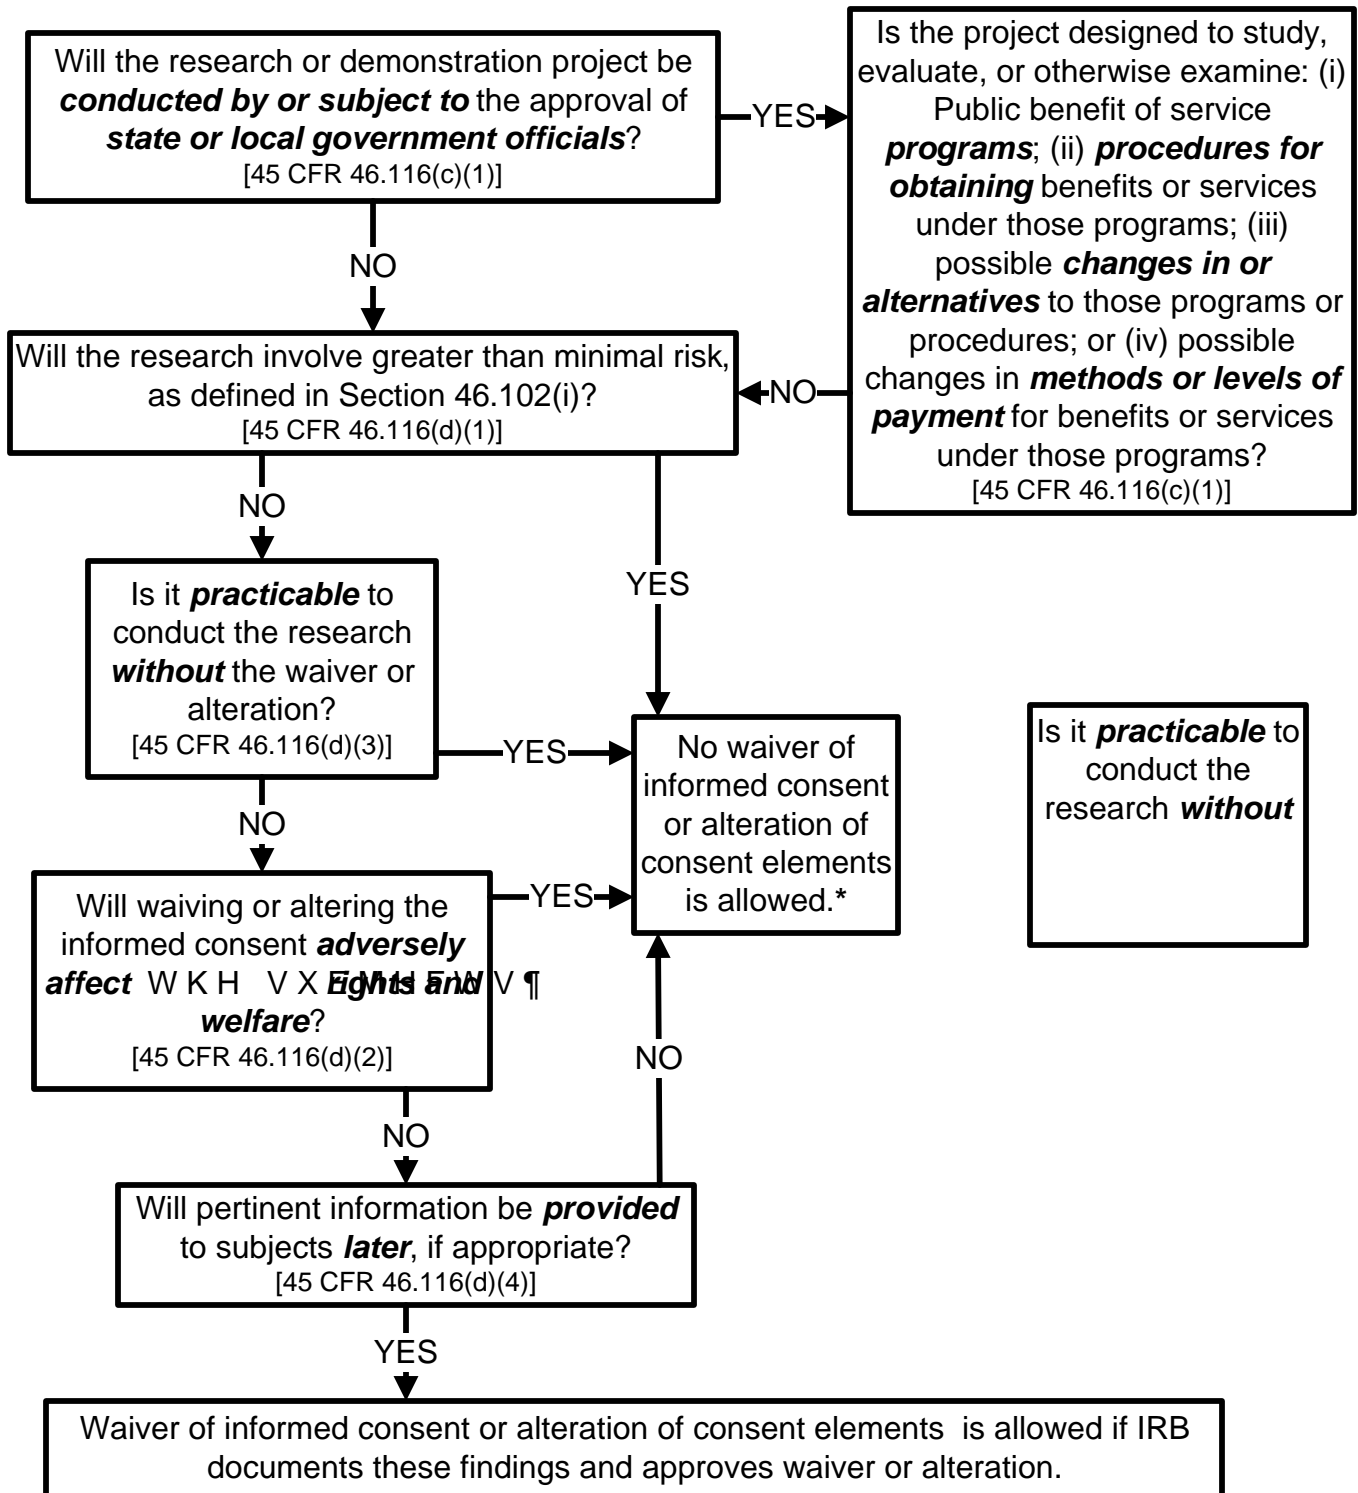 Will the research or demonstration project be
conducted by or subject to the approval of
state or local government officials?
[45 CFR 46.116(c)(1)]
YES
Is the project designed to study,
evaluate, or otherwise examine: (i)
Public benefit of service
programs; (ii) procedures for
obtaining benefits or services
under those programs; (iii)
possible changes in or
alternatives to those programs or
procedures; or (iv) possible
changes in methods or levels of
payment for benefits or services
under those programs?
[45 CFR 46.116(c)(1)]
NO
NO
Will the research involve greater than minimal risk,
as defined in Section 46.102(i)?
[45 CFR 46.116(d)(1)]
NO
YES
Is it practicable to
conduct the research
without the waiver or
alteration?
[45 CFR 46.116(d)(3)]
YES
No waiver of
informed consent
or alteration of
consent elements
is allowed.*
Is it practicable to
conduct the
research without
NO
Will waiving or altering the
informed consent adversely
affect W K H V X rights and V ¶
welfare?
[45 CFR 46.116(d)(2)]
YES
NO
NO
Will pertinent information be provided
to subjects later, if appropriate?
[45 CFR 46.116(d)(4)]
YES
Waiver of informed consent or alteration of consent elements is allowed if IRB
documents these findings and approves waiver or alteration.